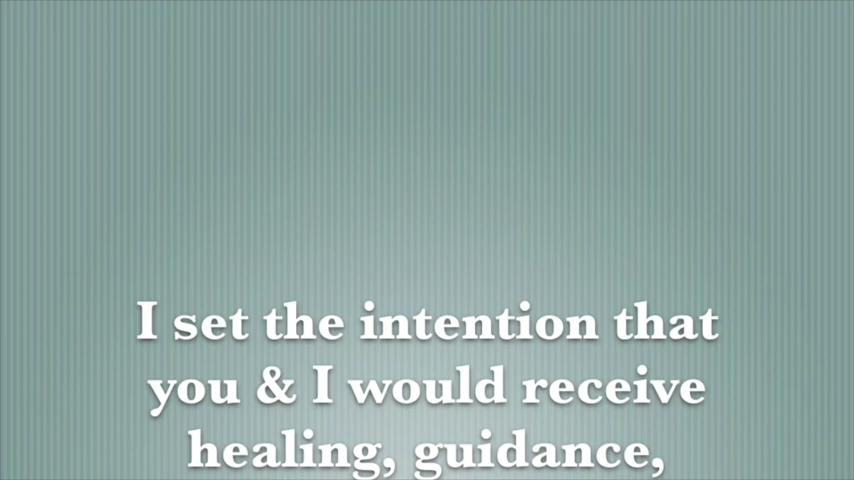 I set the intention that
you & I would receive
healing, guidance,